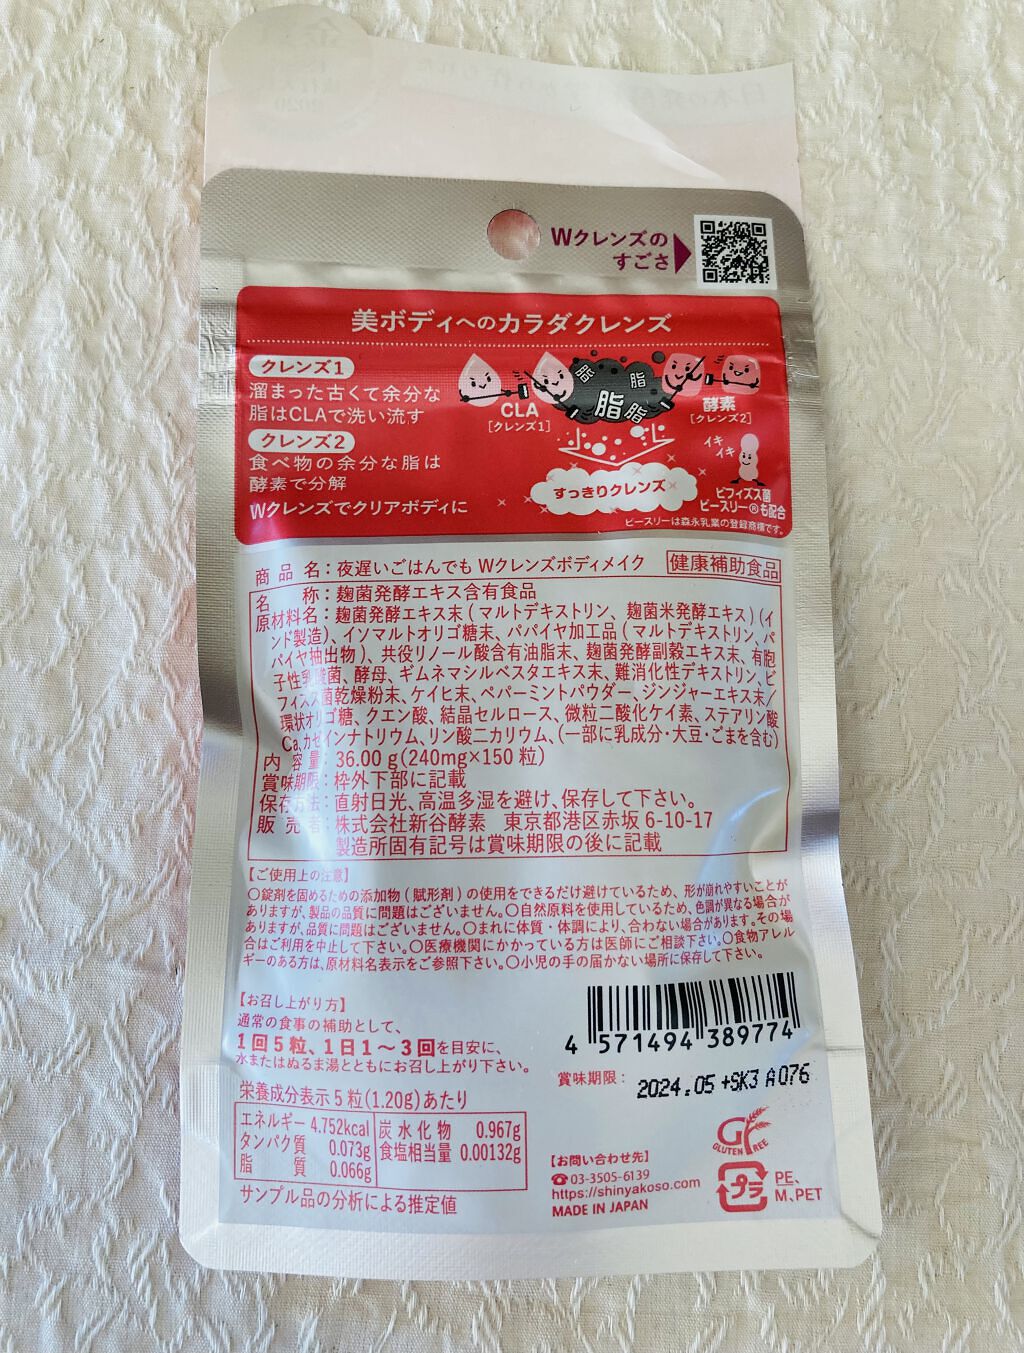 Wクレンズの
すごさ
美ボディへのカラダクレンズ
クレンズ1
溜まった古くて余分な
脂はCLAで洗い流す
クレンズ2
食べ物の余分な脂は
酵素で分解
Wクレンズでクリアボディに
脂 脂
脂 脂
CLA
[クレンズ1]
酵素
[クレンズ2]
すっきりクレンズ
イキ
イキ
ビフィズス菌
ビースリー®も配合
ビースリーは森永乳業の登録商標です。
商品名:夜遅いごはんでも Wクレンズボディメイク 健康補助食品
名称:麹菌発酵エキス含有食品
原材料名:麹菌発酵エキス末(マルトデキストリン、麹菌米発酵エキス)(イ
ンド製造)、イソマルトオリゴ糖末、パパイヤ加工品(マルトデキストリン、パ
パイヤ抽出物)、共役リノール酸含有油脂末、麹菌発酵副穀エキス末、有胞
子性乳酸菌、酵母、ギムネマシルベスタエキス末、難消化性デキストリン、ビ
フィズス菌乾燥粉末、ケイヒ末、ペパーミントパウダー、ジンジャーエキス末/
環状オリゴ糖、クエン酸、結晶セルロース、微粒二酸化ケイ素、ステアリン酸
Ca、カゼインナトリウム、リン酸二カリウム、(一部に乳成分・大豆・ごまを含む)
内容量:36.00g(240mg×150粒)
賞味期限:枠外下部に記載
保存方法:直射日光、高温多湿を避け、保存して下さい。
販売者:株式会社新谷酵素 東京都港区赤坂6-10-17
製造所固有記号は賞味期限の後に記載
【ご使用上の注意】
○錠剤を固めるための添加物(賦形剤)の使用をできるだけ避けているため、形が崩れやすいことが
ありますが、製品の品質に問題はございません。○自然原料を使用しているため、色調が異なる場合が
ありますが、品質に問題はございません。○まれに体質・体調により、合わない場合があります。その場
合はご利用を中止して下さい。○医療機関にかかっている方は医師にご相談下さい。○食物アレル
ギーのある方は、原材料名表示をご参照下さい。○小児の手の届かない場所に保存して下さい。
【お召し上がり方】
通常の食事の補助として、
1回5粒、1日1〜3回を目安に、
水またはぬるま湯とともにお召し上がり下さい。
4 571494 389774
賞味期限: 2024.05 +SK3 A076
栄養成分表示5粒(1.20g)あたり
エネルギー 4.752kcal 炭水化物 0.967g
タンパク質 0.073g 食塩相当量 0.00132g
脂質 0.066g
サンプル品の分析による推定値
GF
GLUTEN FREE
【お問い合わせ先】
☎03-3505-6139
https://shinyakoso.com
MADE IN JAPAN
プラ
PE、
M、PET